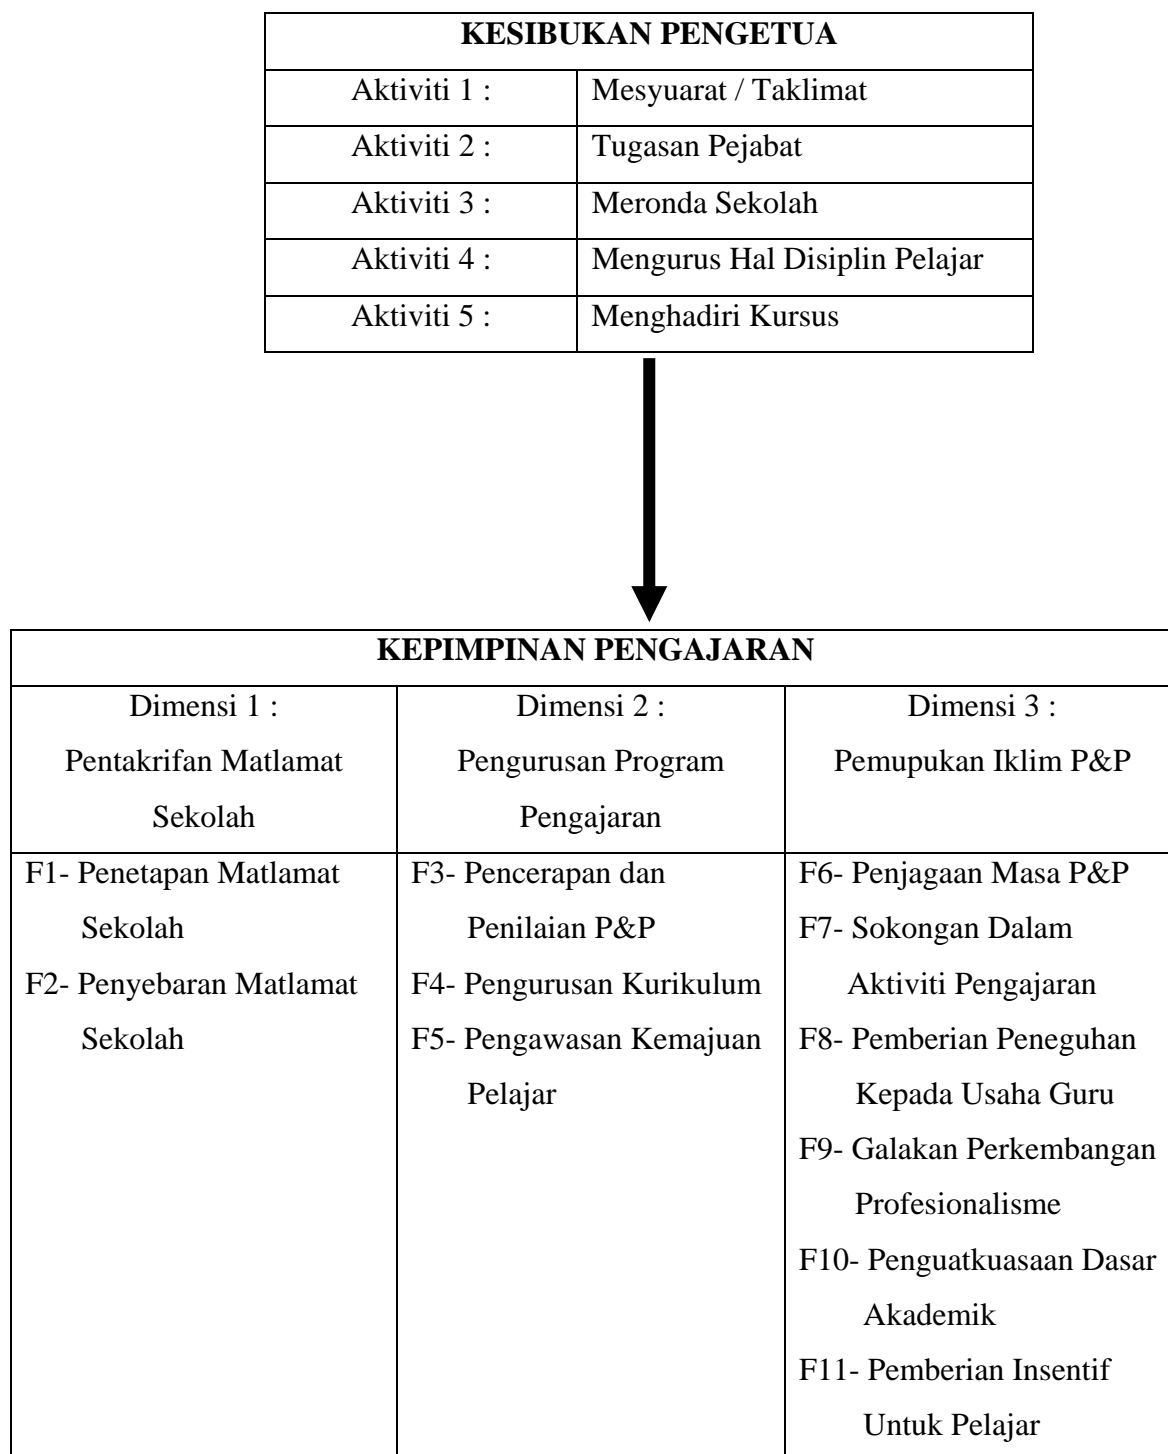 KESIBUKAN PENGETUA
Aktiviti 1 : Mesyuarat / Taklimat
Aktiviti 2 : Tugasan Pejabat
Aktiviti 3 : Meronda Sekolah
Aktiviti 4 : Mengurus Hal Disiplin Pelajar
Aktiviti 5 : Menghadiri Kursus
KEPIMPINAN PENGAJARAN
Dimensi 1 :
Pentakrifan Matlamat
Sekolah
Dimensi 2 :
Pengurusan Program
Pengajaran
Dimensi 3 :
Pemupukan Iklim P&P
F1- Penetapan Matlamat
Sekolah
F2- Penyebaran Matlamat
Sekolah
F3- Pencerapan dan
Penilaian P&P
F4- Pengurusan Kurikulum
F5- Pengawasan Kemajuan
Pelajar
F6- Penjagaan Masa P&P
F7- Sokongan Dalam
Aktiviti Pengajaran
F8- Pemberian Peneguhan
Kepada Usaha Guru
F9- Galakan Perkembangan
Profesionalisme
F10- Penguatkuasaan Dasar
Akademik
F11- Pemberian Insentif
Untuk Pelajar